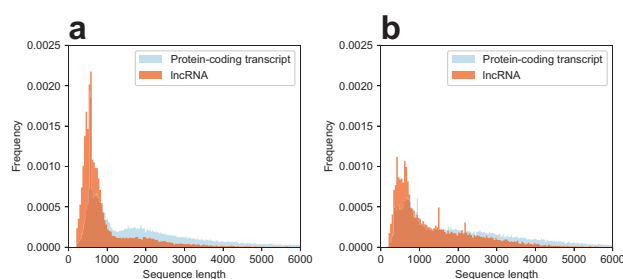 a
0.0025
0.0020
0.0015
0.0010
0.0005
0.0000
Frequency
Protein-coding transcript
lncRNA
0 1000 2000 3000 4000 5000 6000
Sequence length
b
0.0025
0.0020
0.0015
0.0010
0.0005
0.0000
Frequency
Protein-coding transcript
lncRNA
0 1000 2000 3000 4000 5000 6000
Sequence length